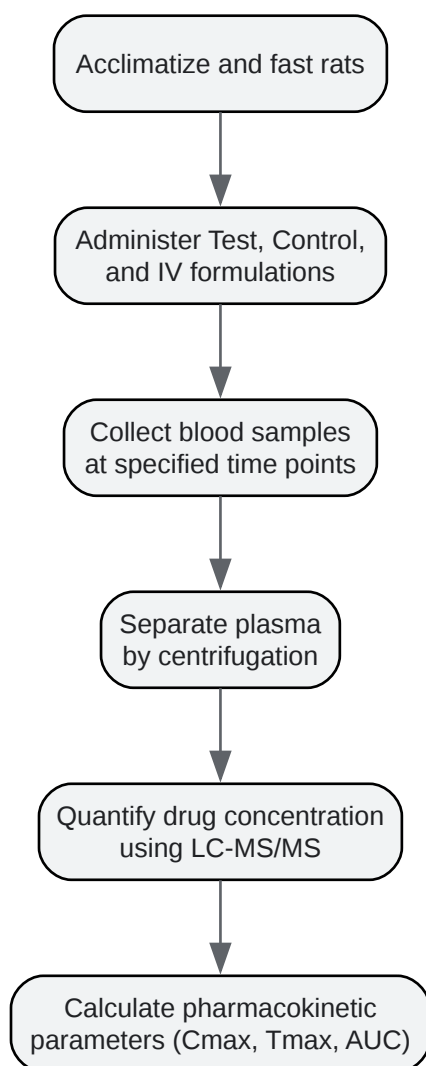 Acclimatize and fast rats
Administer Test, Control,
and IV formulations
Collect blood samples
at specified time points
Separate plasma
by centrifugation
Quantify drug concentration
using LC-MS/MS
Calculate pharmacokinetic
parameters (Cmax, Tmax, AUC)